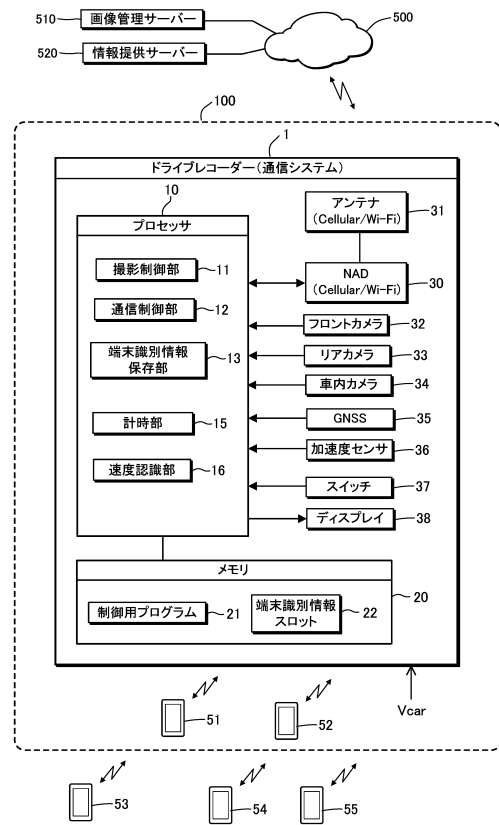 510 画像管理サーバー
500
520 情報提供サーバー
100
1
ドライブレコーダー(通信システム)
10
プロセッサ
アンテナ
(Cellular/Wi-Fi)
31
撮影制御部 11
NAD
(Cellular/Wi-Fi)
30
通信制御部 12
フロントカメラ 32
端末識別情報
保存部
13
リアカメラ 33
車内カメラ 34
計時部 15
GNSS 35
加速度センサ 36
速度認識部 16
スイッチ 37
ディスプレイ 38
メモリ
20
制御用プログラム 21
端末識別情報
スロット
22
51
52
Vcar
53
54
55